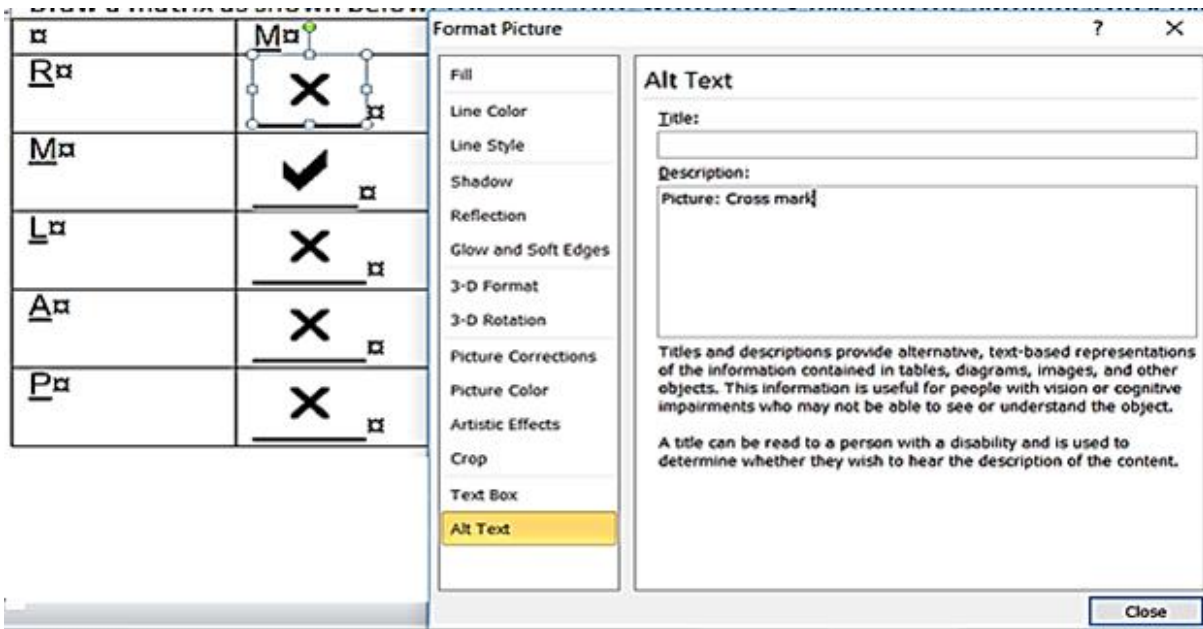 ¤ M¤
R¤ ¤
M¤ ¤
L¤ ¤
A¤ ¤
P¤ ¤
Format Picture ?
Fill
Line Color
Line Style
Shadow
Reflection
Glow and Soft Edges
3-D Format
3-D Rotation
Picture Corrections
Picture Color
Artistic Effects
Crop
Text Box
Alt Text
Alt Text
Title:
Description:
Picture: Cross mark
Titles and descriptions provide alternative, text-based representations
of the information contained in tables, diagrams, images, and other
objects. This information is useful for people with vision or cognitive
impairments who may not be able to see or understand the object.
A title can be read to a person with a disability and is used to
determine whether they wish to hear the description of the content.
Close